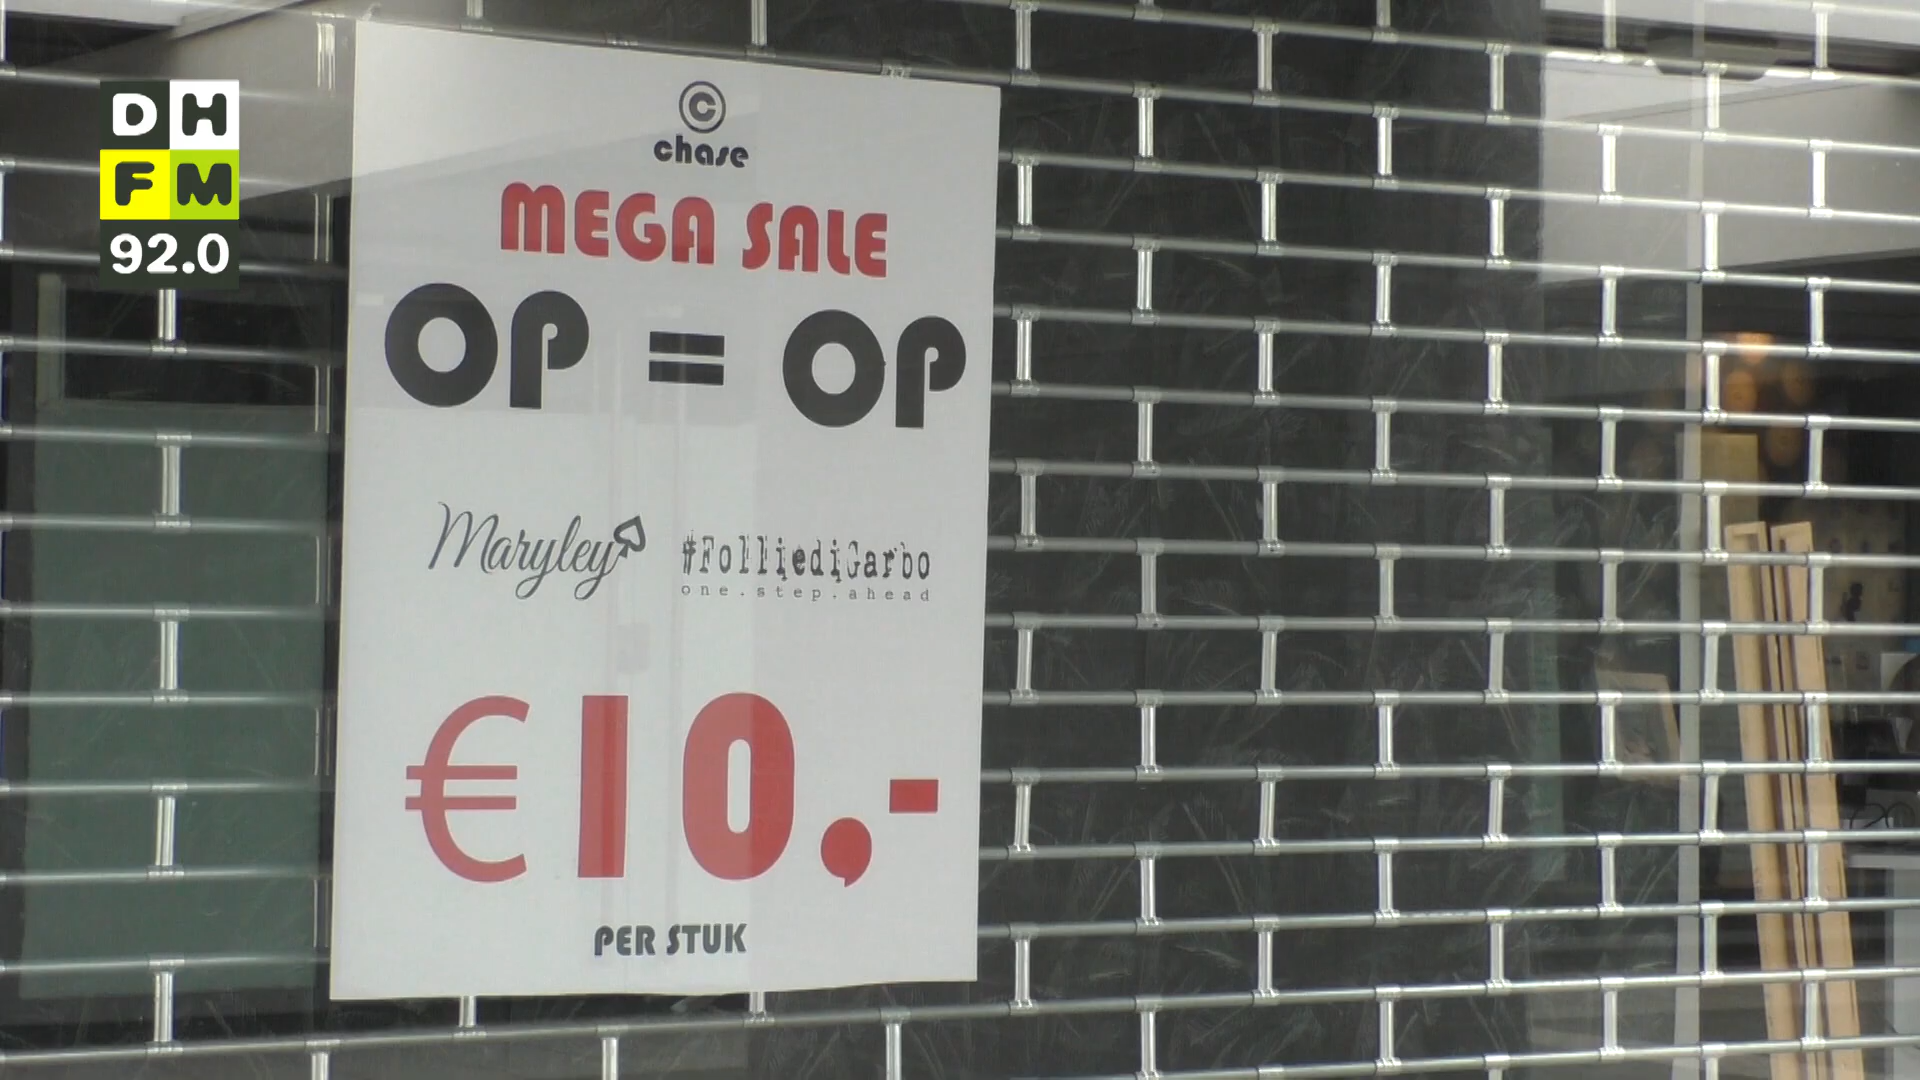 DH
FM
92.0
©
chase
MEGA SALE
OP = OP
Maryley
#FolliediGarbo
one.step.ahead
€10,-
PER STUK